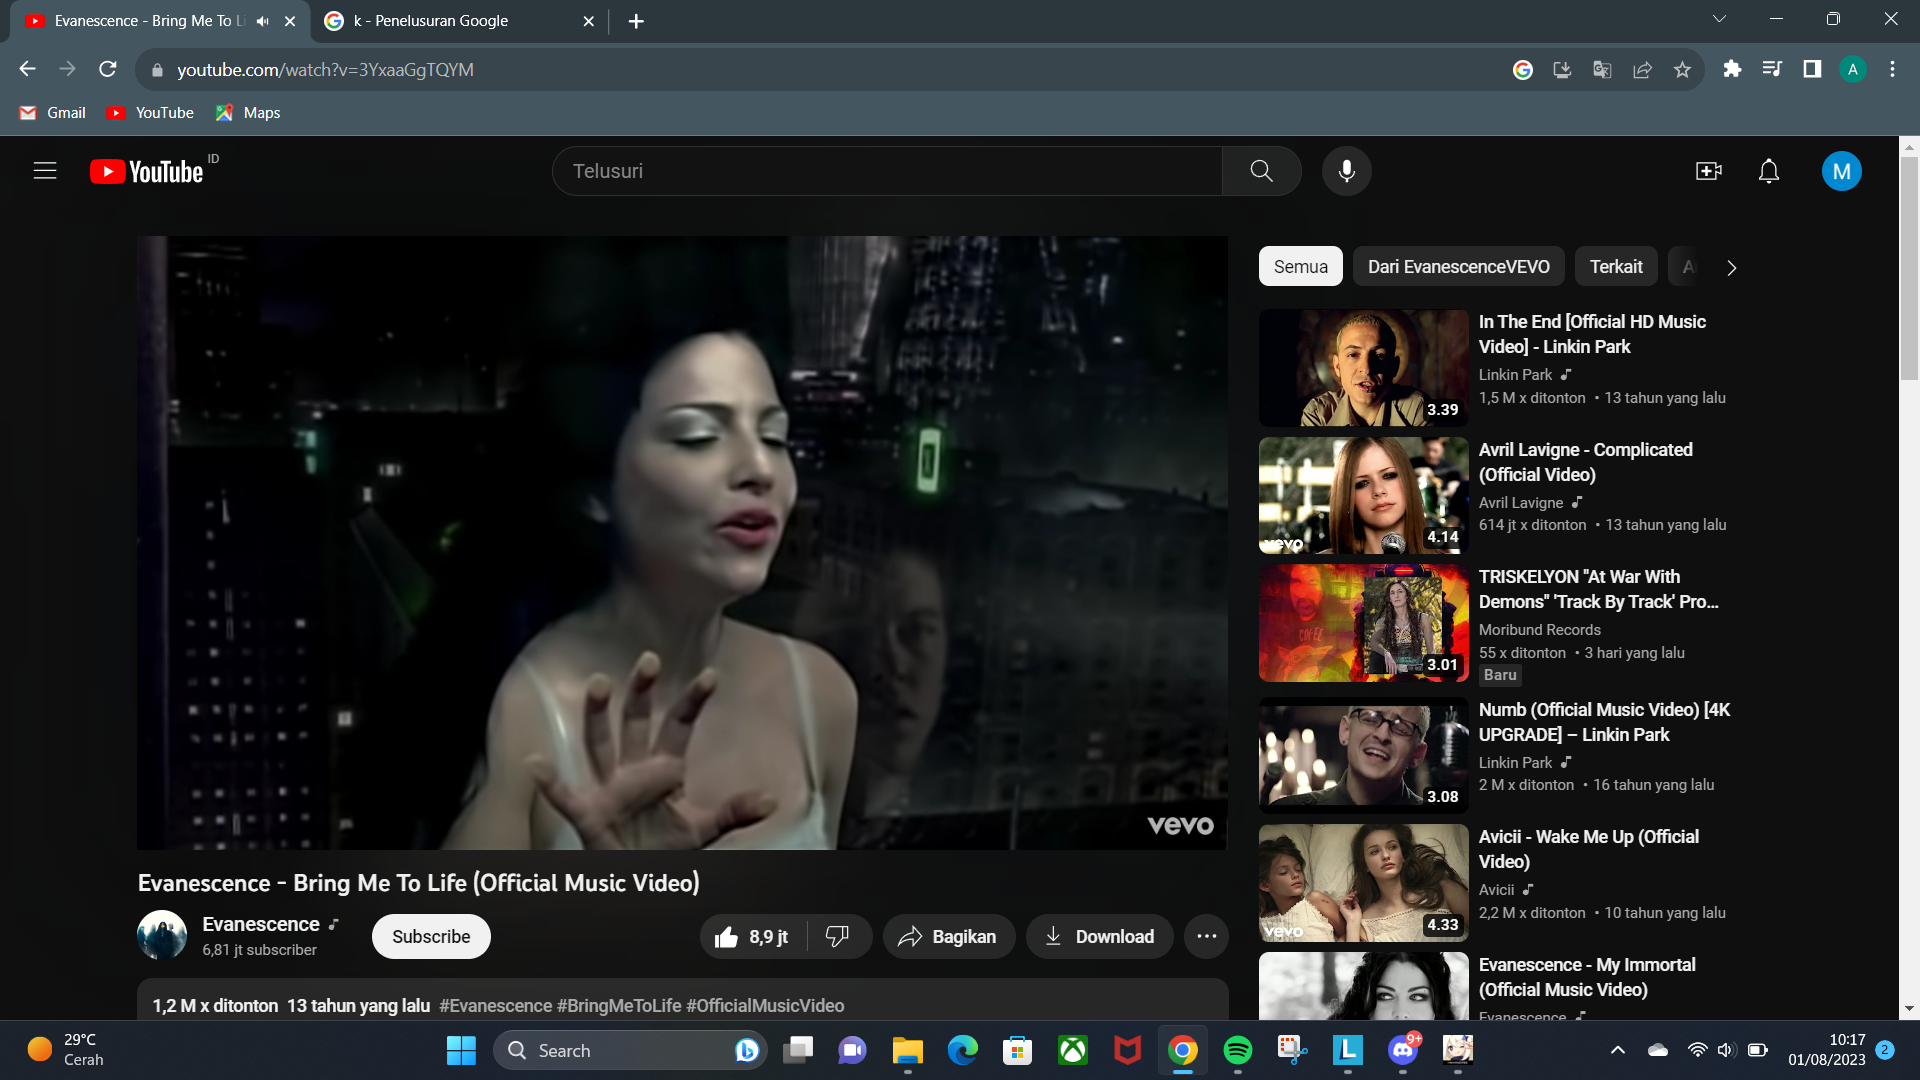 Evanescence - Bring Me To Li
k - Penelusuran Google
youtube.com/watch?v=3YxaaGgTQYM
A
Gmail
YouTube
Maps
YouTube
ID
Telusuri
M
vevo
Evanescence - Bring Me To Life (Official Music Video)
Evanescence
6,81 jt subscriber
Subscribe
8,9 jt
Bagikan
Download
1,2 M x ditonton 13 tahun yang lalu #Evanescence #BringMeToLife #OfficialMusicVideo
Semua
Dari EvanescenceVEVO
Terkait
3.39
In The End [Official HD Music
Video] - Linkin Park
Linkin Park
1,5 M x ditonton • 13 tahun yang lalu
vevo
4.14
Avril Lavigne - Complicated
(Official Video)
Avril Lavigne
614 jt x ditonton • 13 tahun yang lalu
3.01
TRISKELYON "At War With
Demons" 'Track By Track' Pro...
Moribund Records
55 x ditonton • 3 hari yang lalu
Baru
3.08
Numb (Official Music Video) [4K
UPGRADE] – Linkin Park
Linkin Park
2 M x ditonton • 16 tahun yang lalu
vevo
4.33
Avicii - Wake Me Up (Official
Video)
Avicii
2,2 M x ditonton • 10 tahun yang lalu
Evanescence - My Immortal
(Official Music Video)
Evanescence
29°C
Cerah
Search
L
9+
10:17
01/08/2023
2